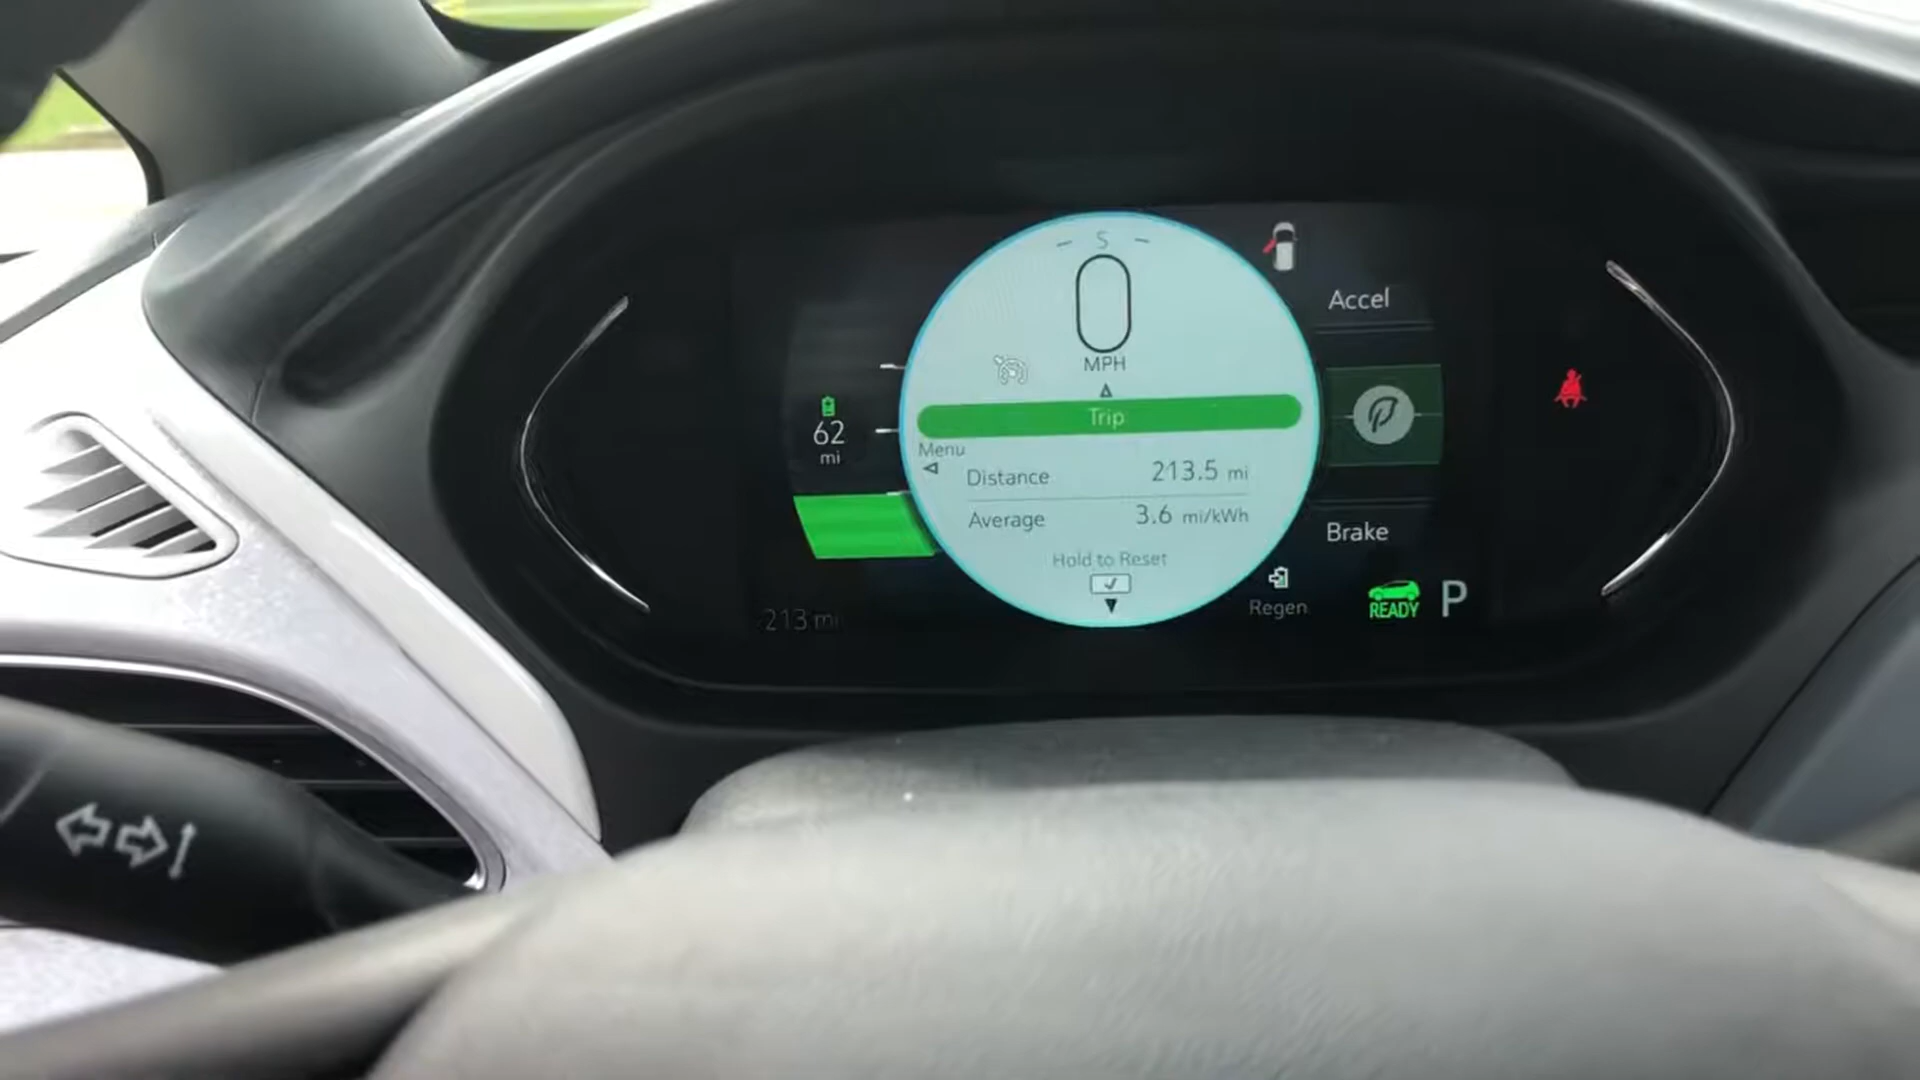 S
0
MPH
Accel
Trip
62
mi
Menu
Distance 213.5 mi
Average 3.6 mi/kWh
Brake
Hold to Reset
Regen
READY P
213 mi